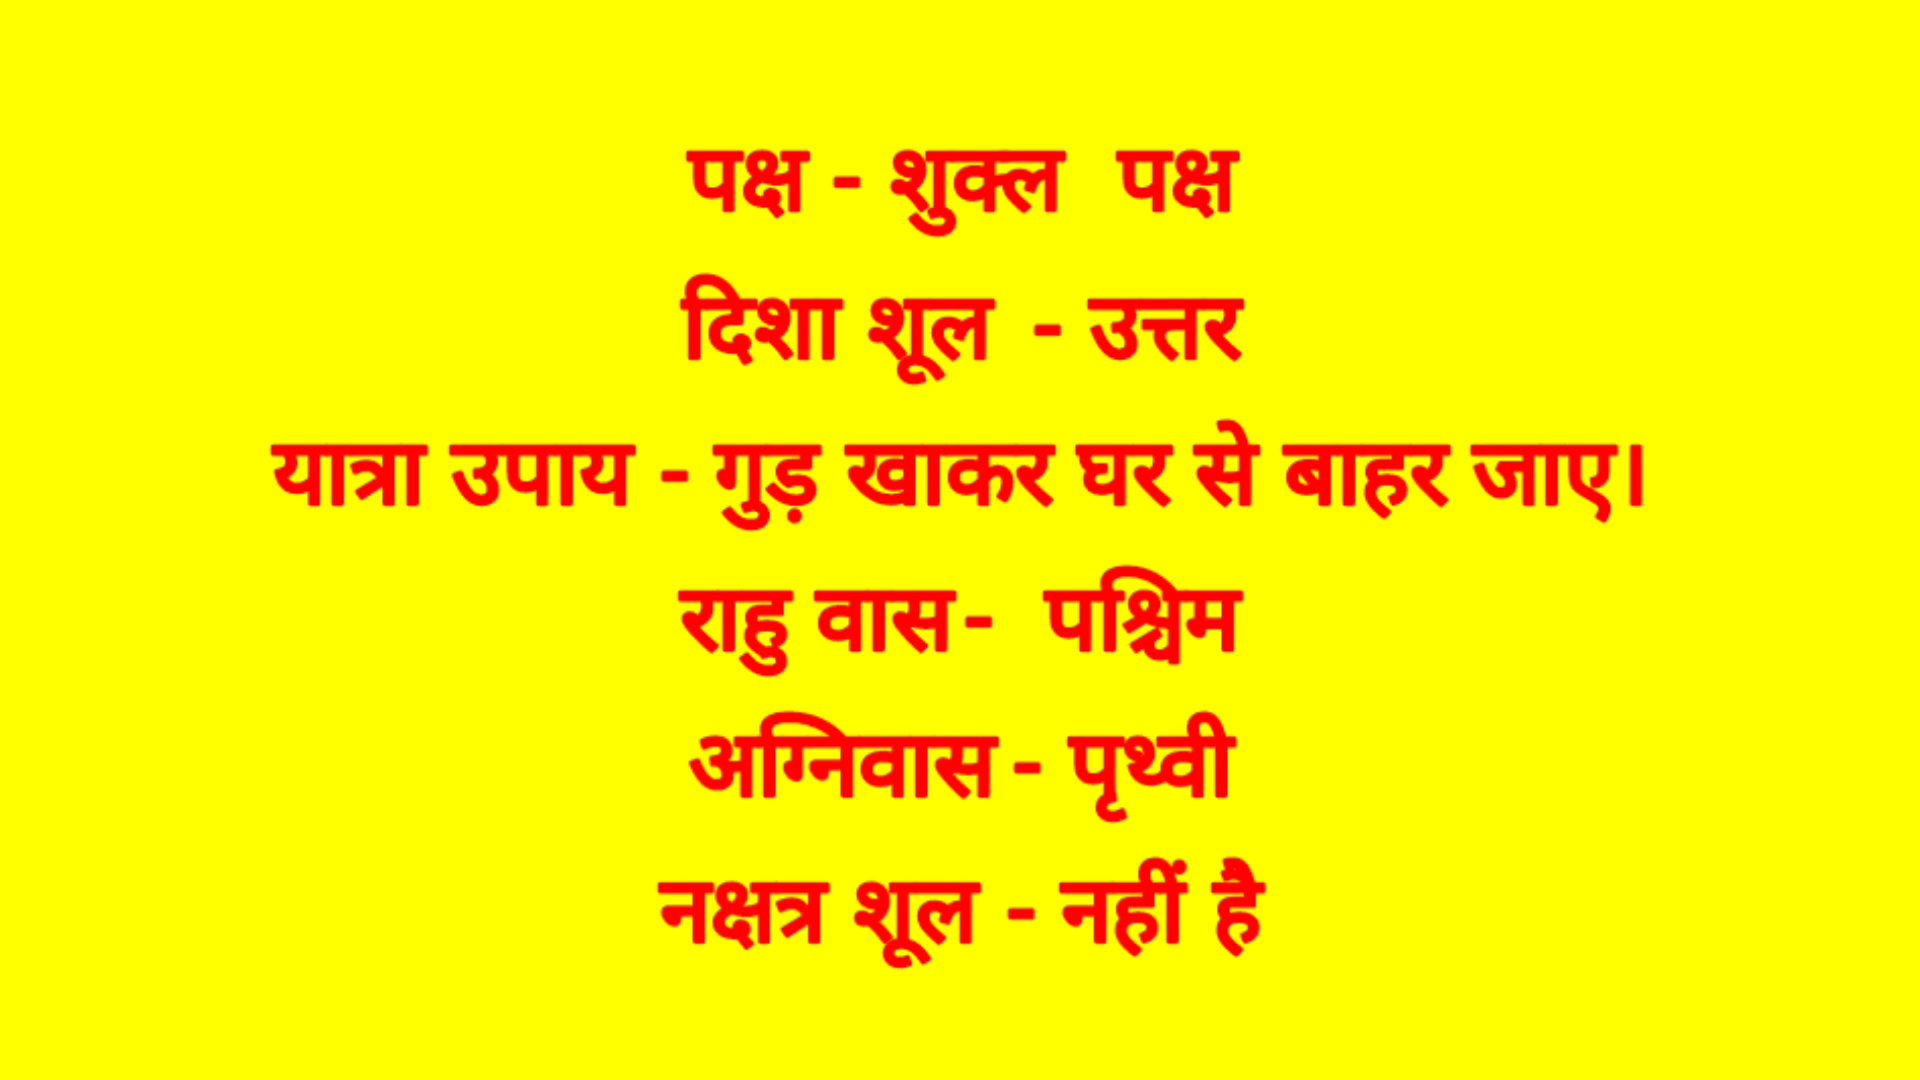 पक्ष - शुक्ल पक्ष
दिशा शूल - उत्तर
यात्रा उपाय - गुड़ खाकर घर से बाहर जाए।
राहु वास- पश्चिम
अग्निवास - पृथ्वी
नक्षत्र शूल - नहीं है